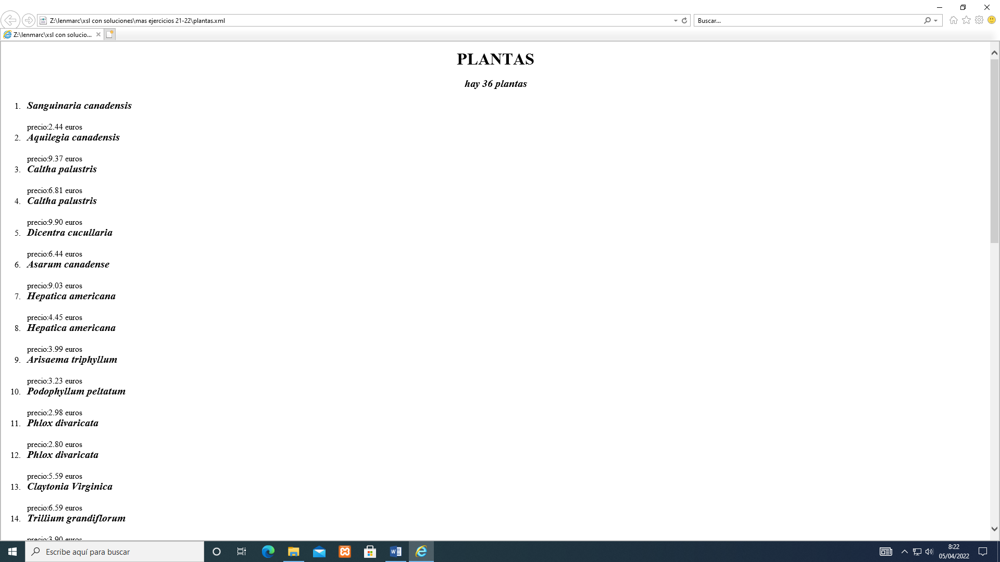 Z:\lenmarc\xsl con soluciones\mas ejercicios 21-22\plantas.xml
Buscar...
Z:\lenmarc\xsl con solucio...
PLANTAS
hay 36 plantas
1. Sanguinaria canadensis
precio:2.44 euros
2. Aquilegia canadensis
precio:9.37 euros
3. Caltha palustris
precio:6.81 euros
4. Caltha palustris
precio:9.90 euros
5. Dicentra cucullaria
precio:6.44 euros
6. Asarum canadense
precio:9.03 euros
7. Hepatica americana
precio:4.45 euros
8. Hepatica americana
precio:3.99 euros
9. Arisaema triphyllum
precio:3.23 euros
10. Podophyllum peltatum
precio:2.98 euros
11. Phlox divaricata
precio:2.80 euros
12. Phlox divaricata
precio:5.59 euros
13. Claytonia Virginica
precio:6.59 euros
14. Trillium grandiflorum
precio:3.90 euros
Escribe aquí para buscar
8:22
05/04/2022